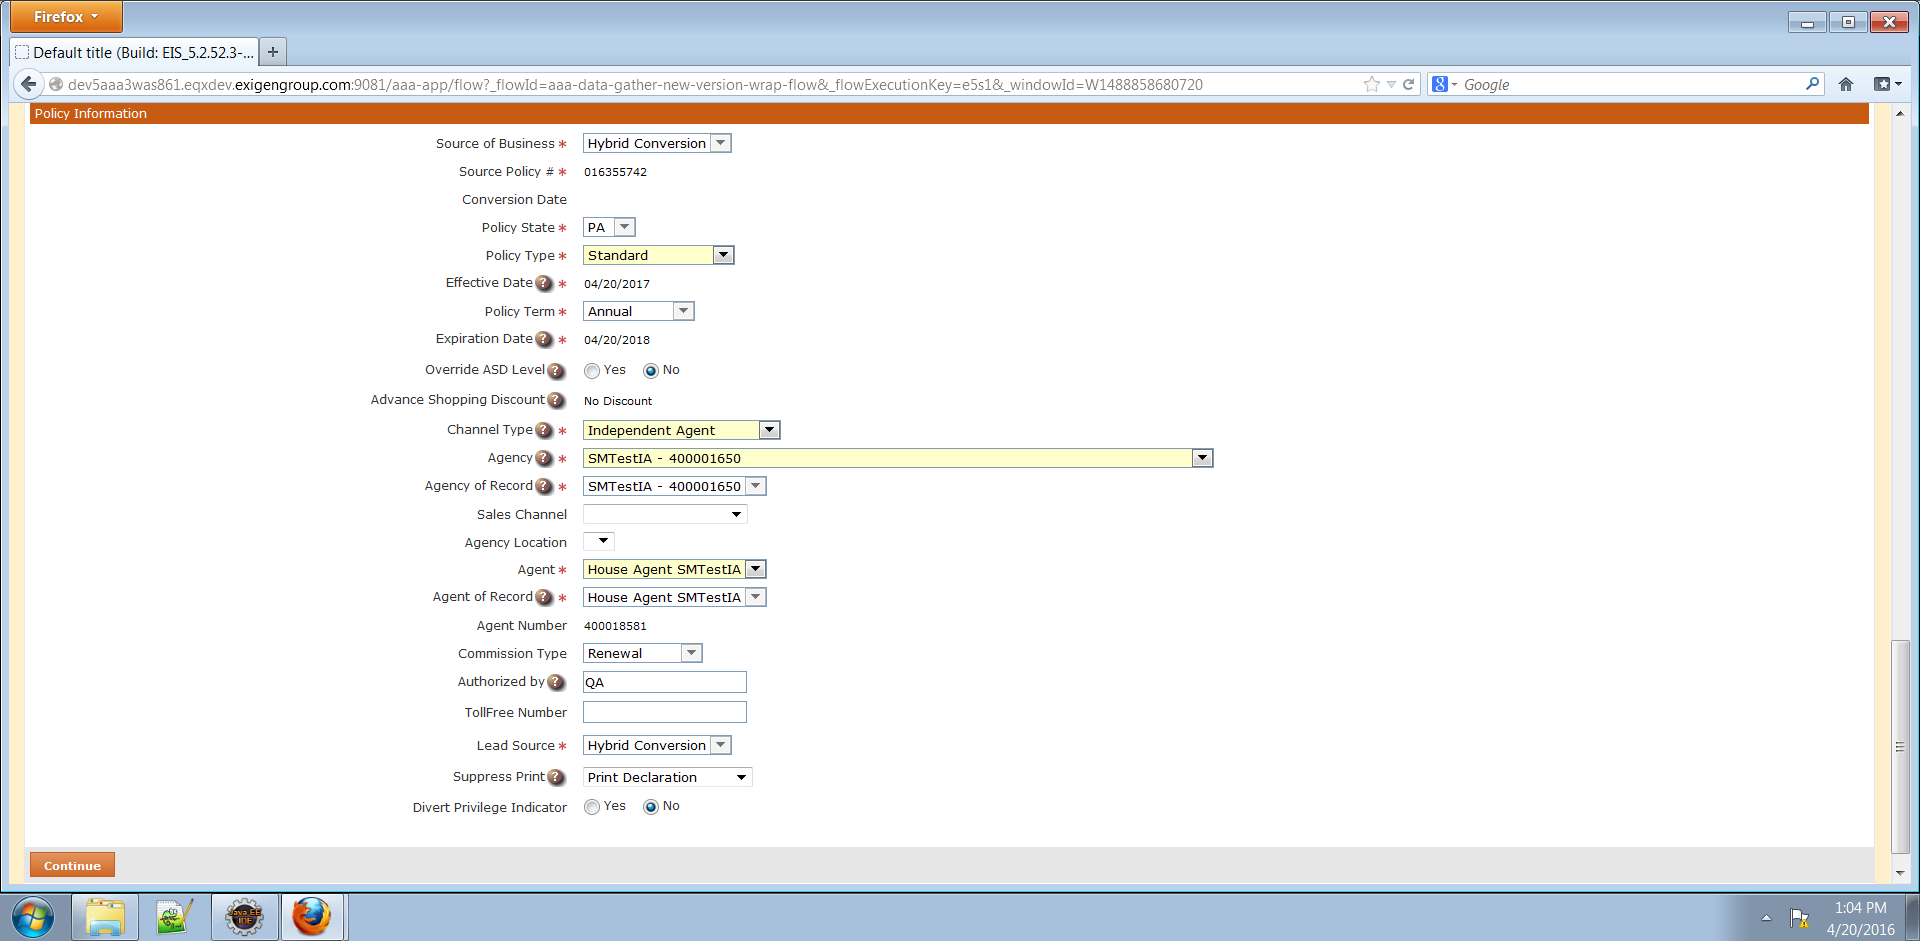 Firefox
Default title (Build: EIS_5.2.52.3-...
dev5aaa3was861.eqxdev.exigengroup.com:9081/aaa-app/flow?_flowId=aaa-data-gather-new-version-wrap-flow&_flowExecutionKey=e5s1&_windowId=W1488858680720
Google
Policy Information
Source of Business * Hybrid Conversion
Source Policy # * 016355742
Conversion Date
Policy State * PA
Policy Type * Standard
Effective Date ? * 04/20/2017
Policy Term * Annual
Expiration Date ? * 04/20/2018
Override ASD Level ? Yes No
Advance Shopping Discount ? No Discount
Channel Type ? * Independent Agent
Agency ? * SMTestIA - 400001650
Agency of Record ? * SMTestIA - 400001650
Sales Channel
Agency Location
Agent * House Agent SMTestIA
Agent of Record ? * House Agent SMTestIA
Agent Number 400018581
Commission Type Renewal
Authorized by ? QA
TollFree Number
Lead Source * Hybrid Conversion
Suppress Print ? Print Declaration
Divert Privilege Indicator Yes No
Continue
Java EE
IDE
1:04 PM
4/20/2016